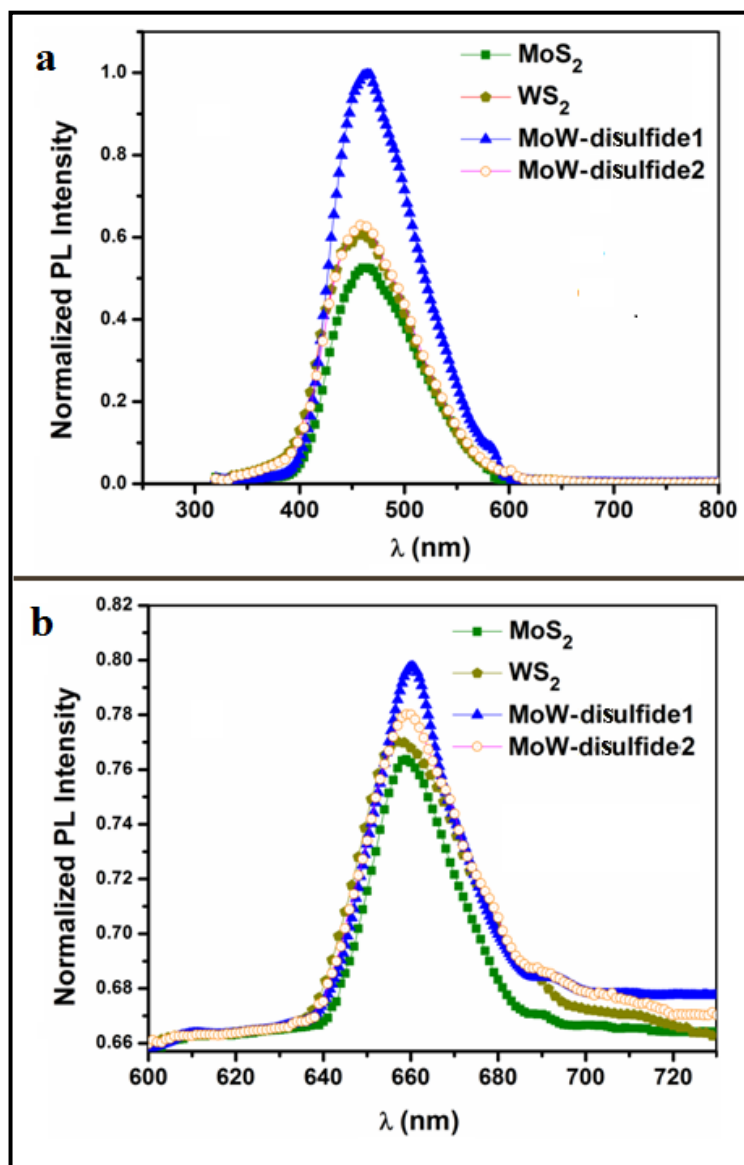 a
MoS2
WS2
MoW-disulfide1
MoW-disulfide2
Normalized PL Intensity
1.0
0.8
0.6
0.4
0.2
0.0
300 400 500 600 700 800
λ (nm)
b
MoS2
WS2
MoW-disulfide1
MoW-disulfide2
Normalized PL Intensity
0.82
0.80
0.78
0.76
0.74
0.72
0.70
0.68
0.66
600 620 640 660 680 700 720
λ (nm)